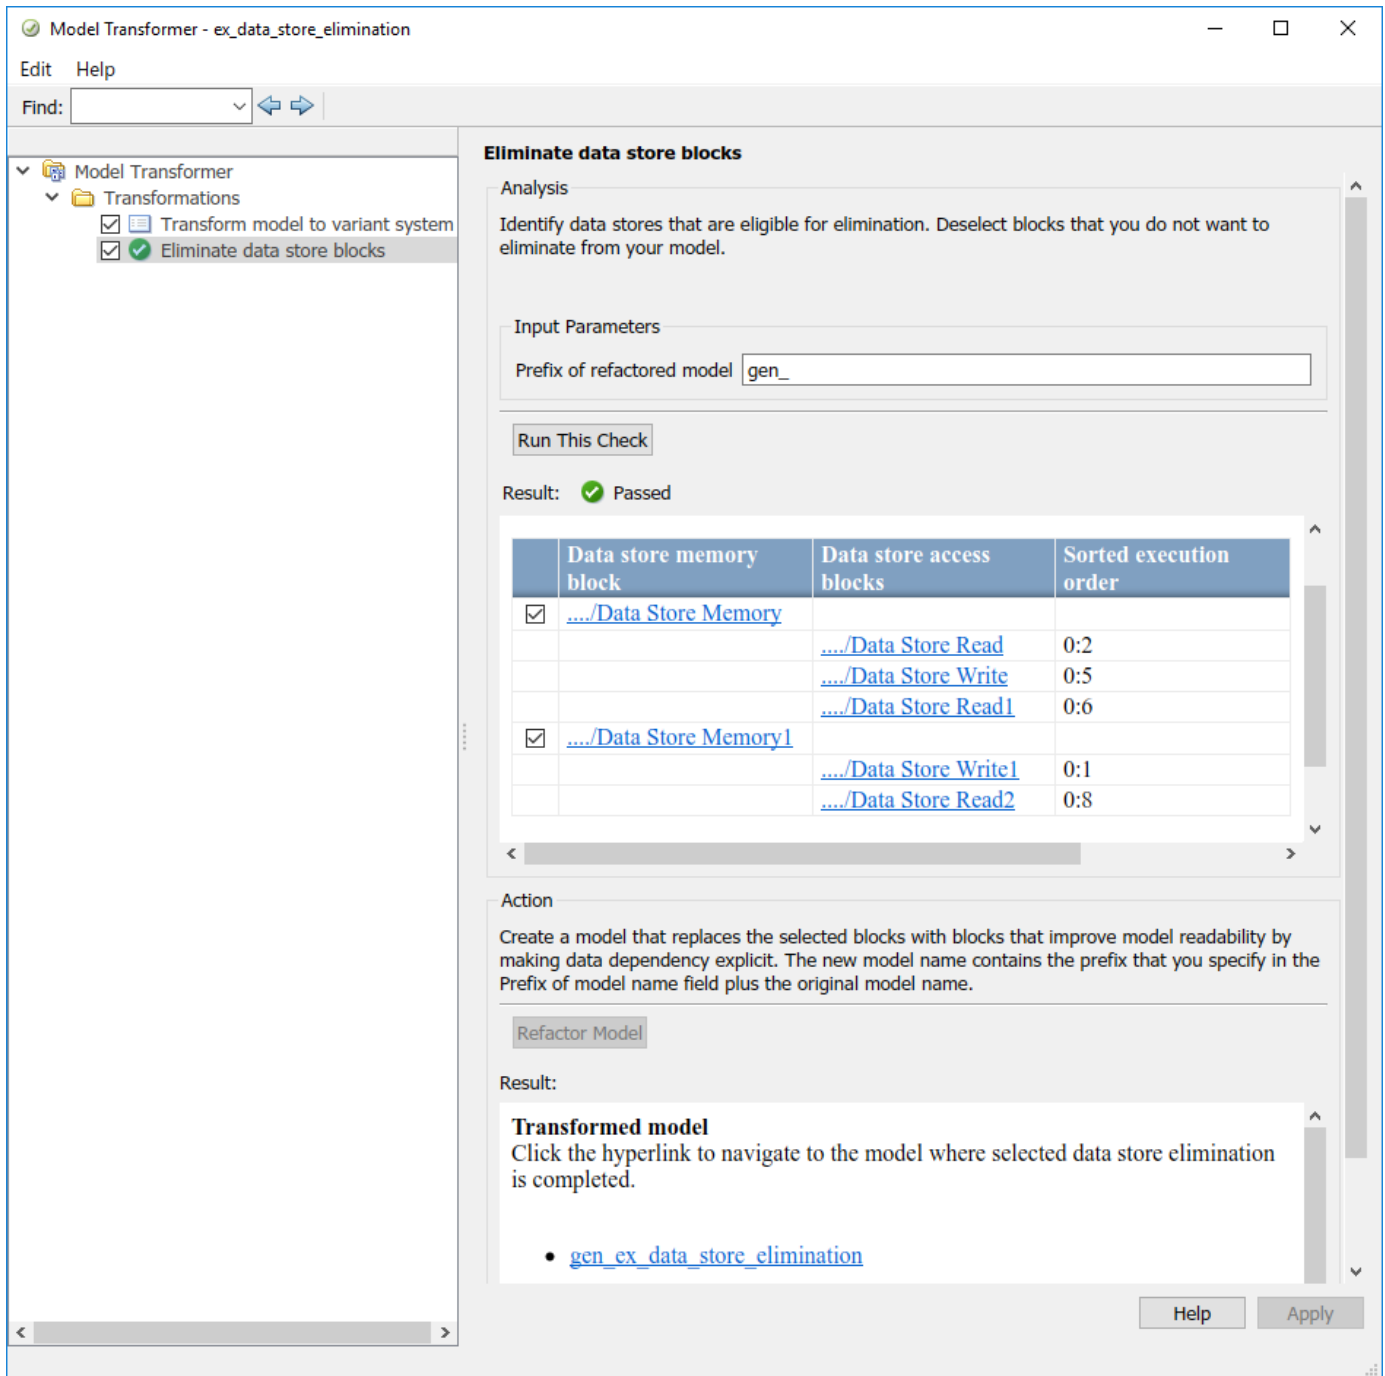 Model Transformer - ex_data_store_elimination
Edit Help
Find:
Model Transformer
Transformations
Transform model to variant system
Eliminate data store blocks
Eliminate data store blocks
Analysis
Identify data stores that are eligible for elimination. Deselect blocks that you do not want to
eliminate from your model.
Input Parameters
Prefix of refactored model gen_
Run This Check
Result: Passed
Data store memory block Data store access blocks Sorted execution order
..../Data Store Memory
..../Data Store Read 0:2
..../Data Store Write 0:5
..../Data Store Read1 0:6
..../Data Store Memory1
..../Data Store Write1 0:1
..../Data Store Read2 0:8
Action
Create a model that replaces the selected blocks with blocks that improve model readability by
making data dependency explicit. The new model name contains the prefix that you specify in the
Prefix of model name field plus the original model name.
Refactor Model
Result:
Transformed model
Click the hyperlink to navigate to the model where selected data store elimination
is completed.
• gen_ex_data_store_elimination
Help Apply